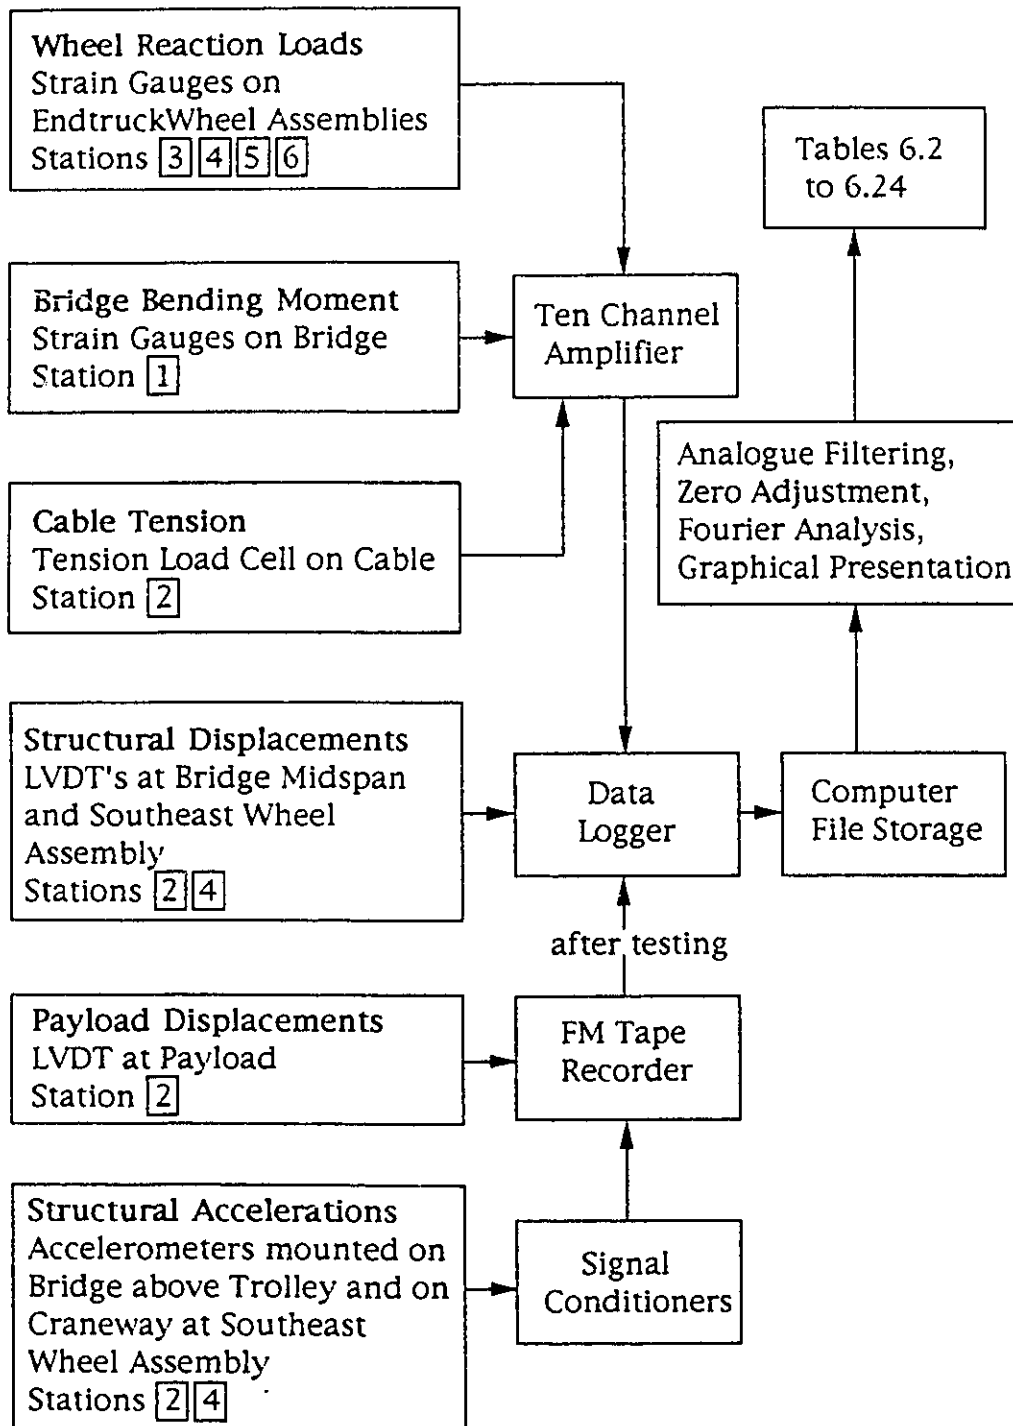 Wheel Reaction Loads
Strain Gauges on
EndtruckWheel Assemblies
Stations 3 4 5 6
Tables 6.2
to 6.24
Bridge Bending Moment
Strain Gauges on Bridge
Station 1
Ten Channel
Amplifier
Cable Tension
Tension Load Cell on Cable
Station 2
Analogue Filtering,
Zero Adjustment,
Fourier Analysis,
Graphical Presentation
Structural Displacements
LVDT's at Bridge Midspan
and Southeast Wheel
Assembly
Stations 2 4
Data
Logger
Computer
File Storage
after testing
Payload Displacements
LVDT at Payload
Station 2
FM Tape
Recorder
Structural Accelerations
Accelerometers mounted on
Bridge above Trolley and on
Craneway at Southeast
Wheel Assembly
Stations 2 4
Signal
Conditioners